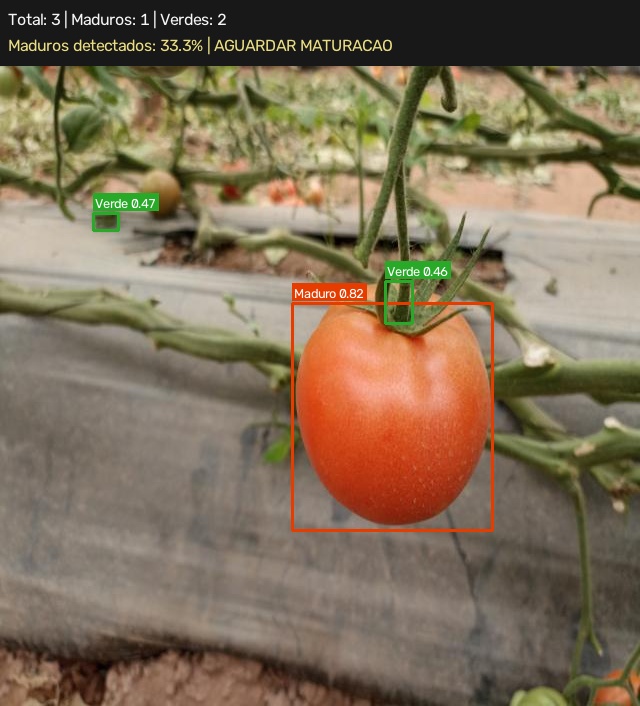 Total: 3 | Maduros: 1 | Verdes: 2
Maduros detectados: 33.3% | AGUARDAR MATURACAO
Verde 0.47
Verde 0.46
Maduro 0.82